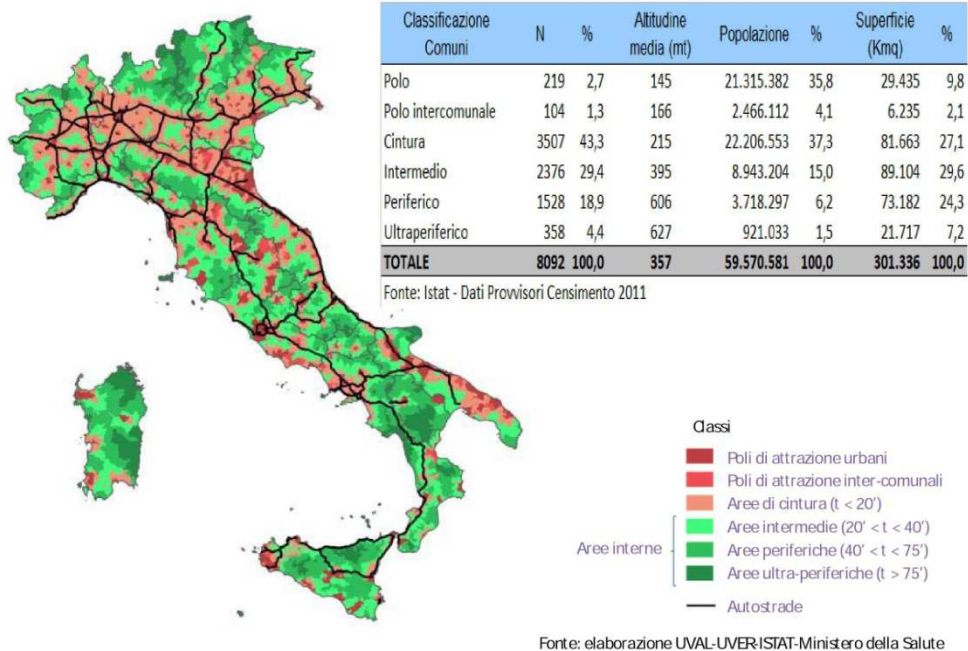 Classificazione Comuni N % Altitudine media (mt) Popolazione % Superficie (Kmq) %
Polo 219 2,7 145 21.315.382 35,8 29.435 9,8
Polo intercomunale 104 1,3 166 2.466.112 4,1 6.235 2,1
Cintura 3507 43,3 215 22.206.553 37,3 81.663 27,1
Intermedio 2376 29,4 395 8.943.204 15,0 89.104 29,6
Periferico 1528 18,9 606 3.718.297 6,2 73.182 24,3
Ultraperiferico 358 4,4 627 921.033 1,5 21.717 7,2
TOTALE 8092 100,0 357 59.570.581 100,0 301.336 100,0
Fonte: Istat - Dati Provvisori Censimento 2011
Classi
Poli di attrazione urbani
Poli di attrazione inter-comunali
Aree di cintura (t < 20')
Aree interne
Aree intermedie (20' < t < 40')
Aree periferiche (40' < t < 75')
Aree ultra-periferiche (t > 75')
Autostrade
Fonte: elaborazione UVAL-UVER-ISTAT-Ministero della Salute